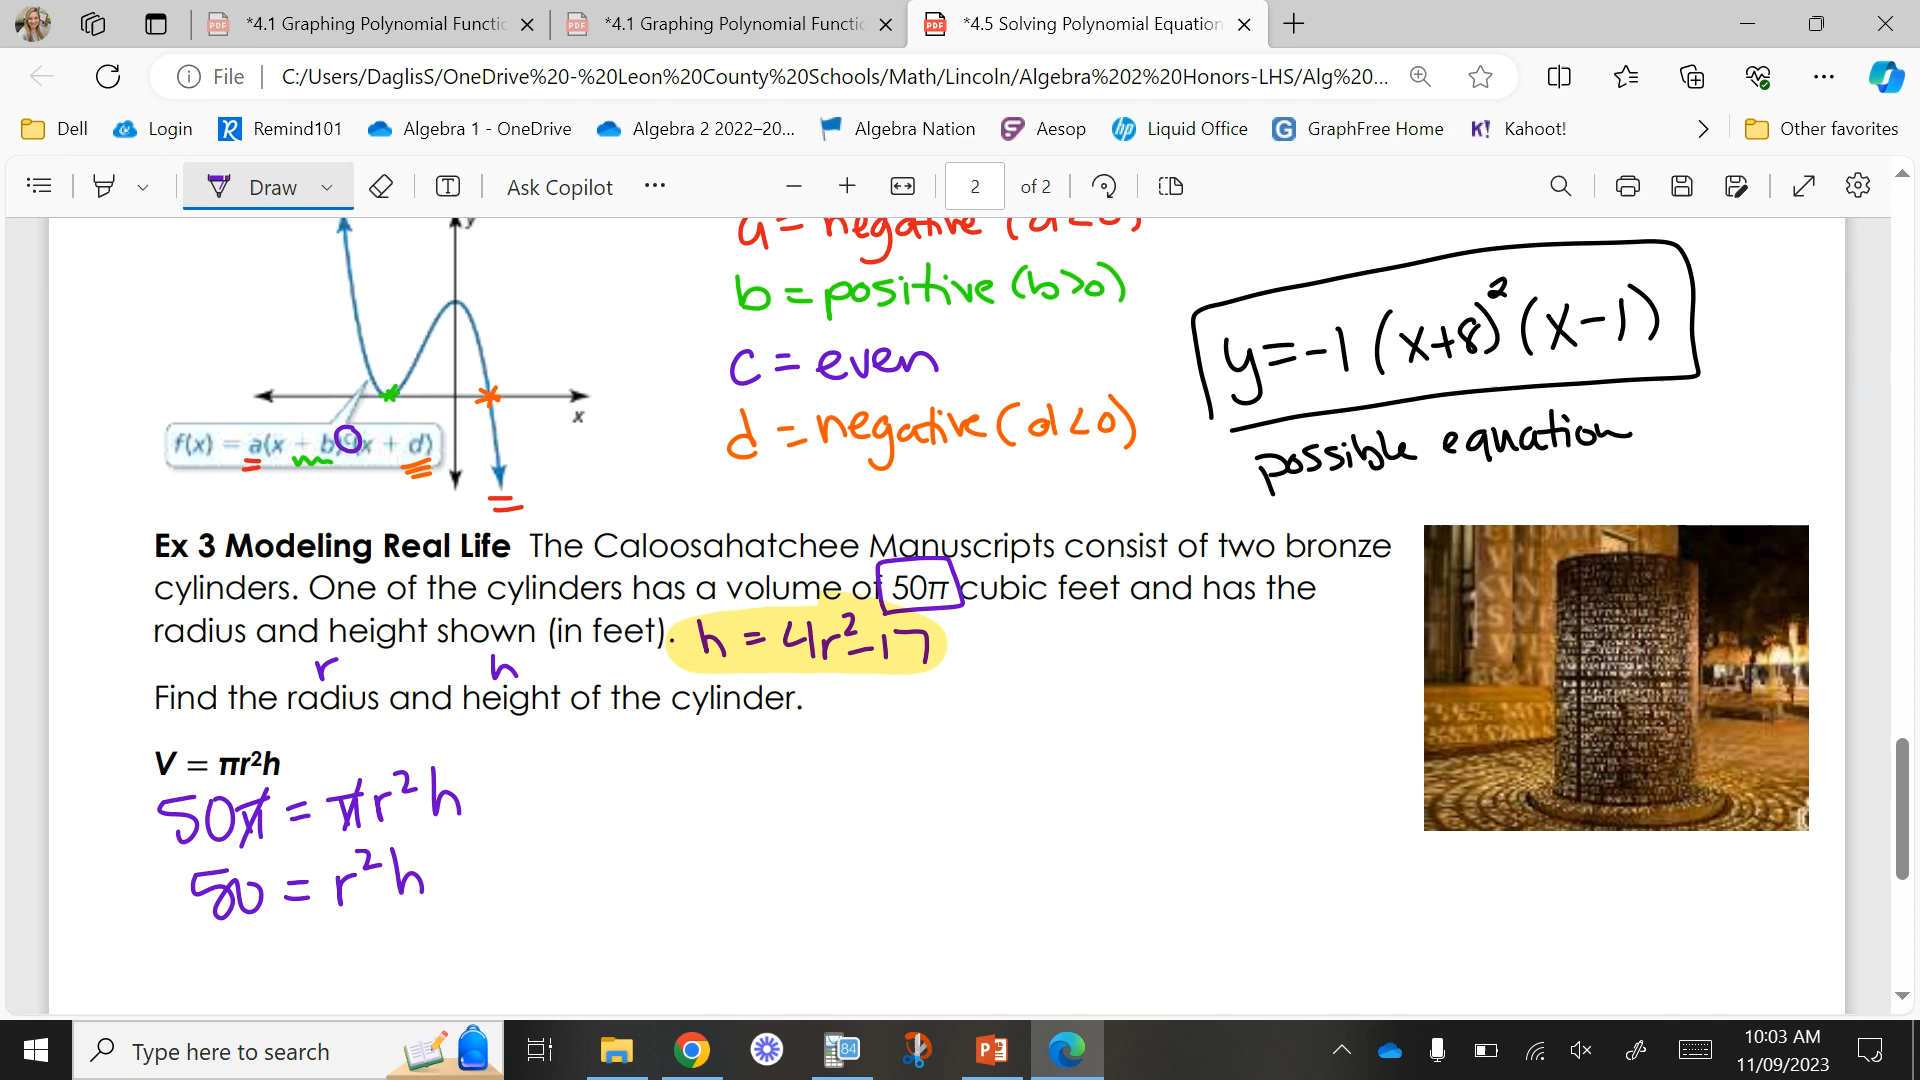 *4.1 Graphing Polynomial Functi
*4.1 Graphing Polynomial Functi
*4.5 Solving Polynomial Equation
File
C:/Users/DaglisS/OneDrive%20-%20Leon%20County%20Schools/Math/Lincoln/Algebra%202%20Honors-LHS/Alg%20...
Dell
Login
Remind101
Algebra 1 - OneDrive
Algebra 2 2022–20...
Algebra Nation
Aesop
Liquid Office
GraphFree Home
Kahoot!
Other favorites
Draw
Ask Copilot
2
of 2
y
a = negative (a<0)
b = positive (b>0)
c = even
d = negative (d<0)
x
f(x) = a(x + b)ᶜ(x + d)
y=-1(x+8)²(x-1)
possible equation
Ex 3 Modeling Real Life The Caloosahatchee Manuscripts consist of two bronze
cylinders. One of the cylinders has a volume of 50π cubic feet and has the
radius and height shown (in feet). h = 4r²-17
r h
Find the radius and height of the cylinder.
V = πr²h
50π = πr²h
50 = r²h
Type here to search
84
10:03 AM
11/09/2023